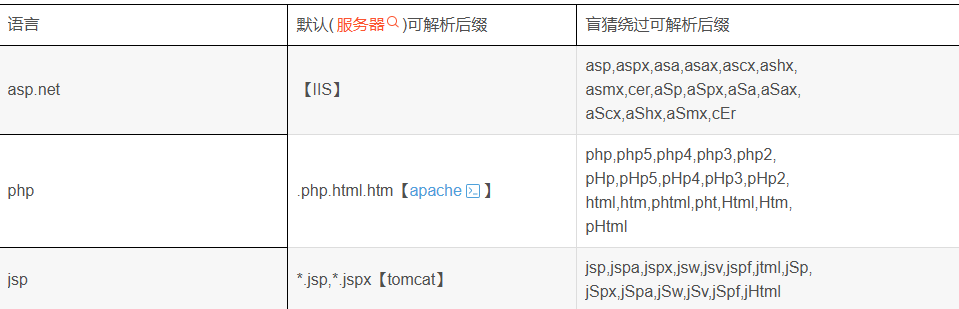 语言 默认( 服务器 )可解析后缀 盲猜绕过可解析后缀
asp.net 【IIS】 asp,aspx,asa,asax,ascx,ashx,
asmx,cer,aSp,aSpx,aSa,aSax,
aScx,aShx,aSmx,cEr
php .php.html.htm【apache 】 php,php5,php4,php3,php2,
pHp,pHp5,pHp4,pHp3,pHp2,
html,htm,phtml,pht,Html,Htm,
pHtml
jsp *.jsp,*.jspx【tomcat】 jsp,jspa,jspx,jsw,jsv,jspf,jtml,jSp,
jSpx,jSpa,jSw,jSv,jSpf,jHtml